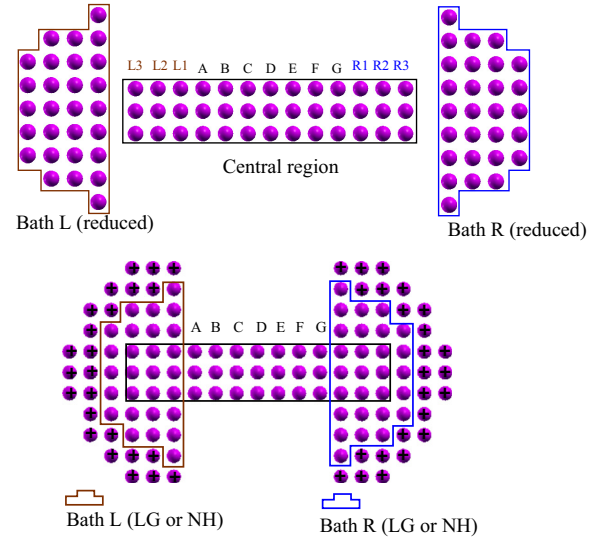 L3 L2 L1 A B C D E F G R1 R2 R3
Central region
Bath L (reduced)
Bath R (reduced)
A B C D E F G
Bath L (LG or NH)
Bath R (LG or NH)